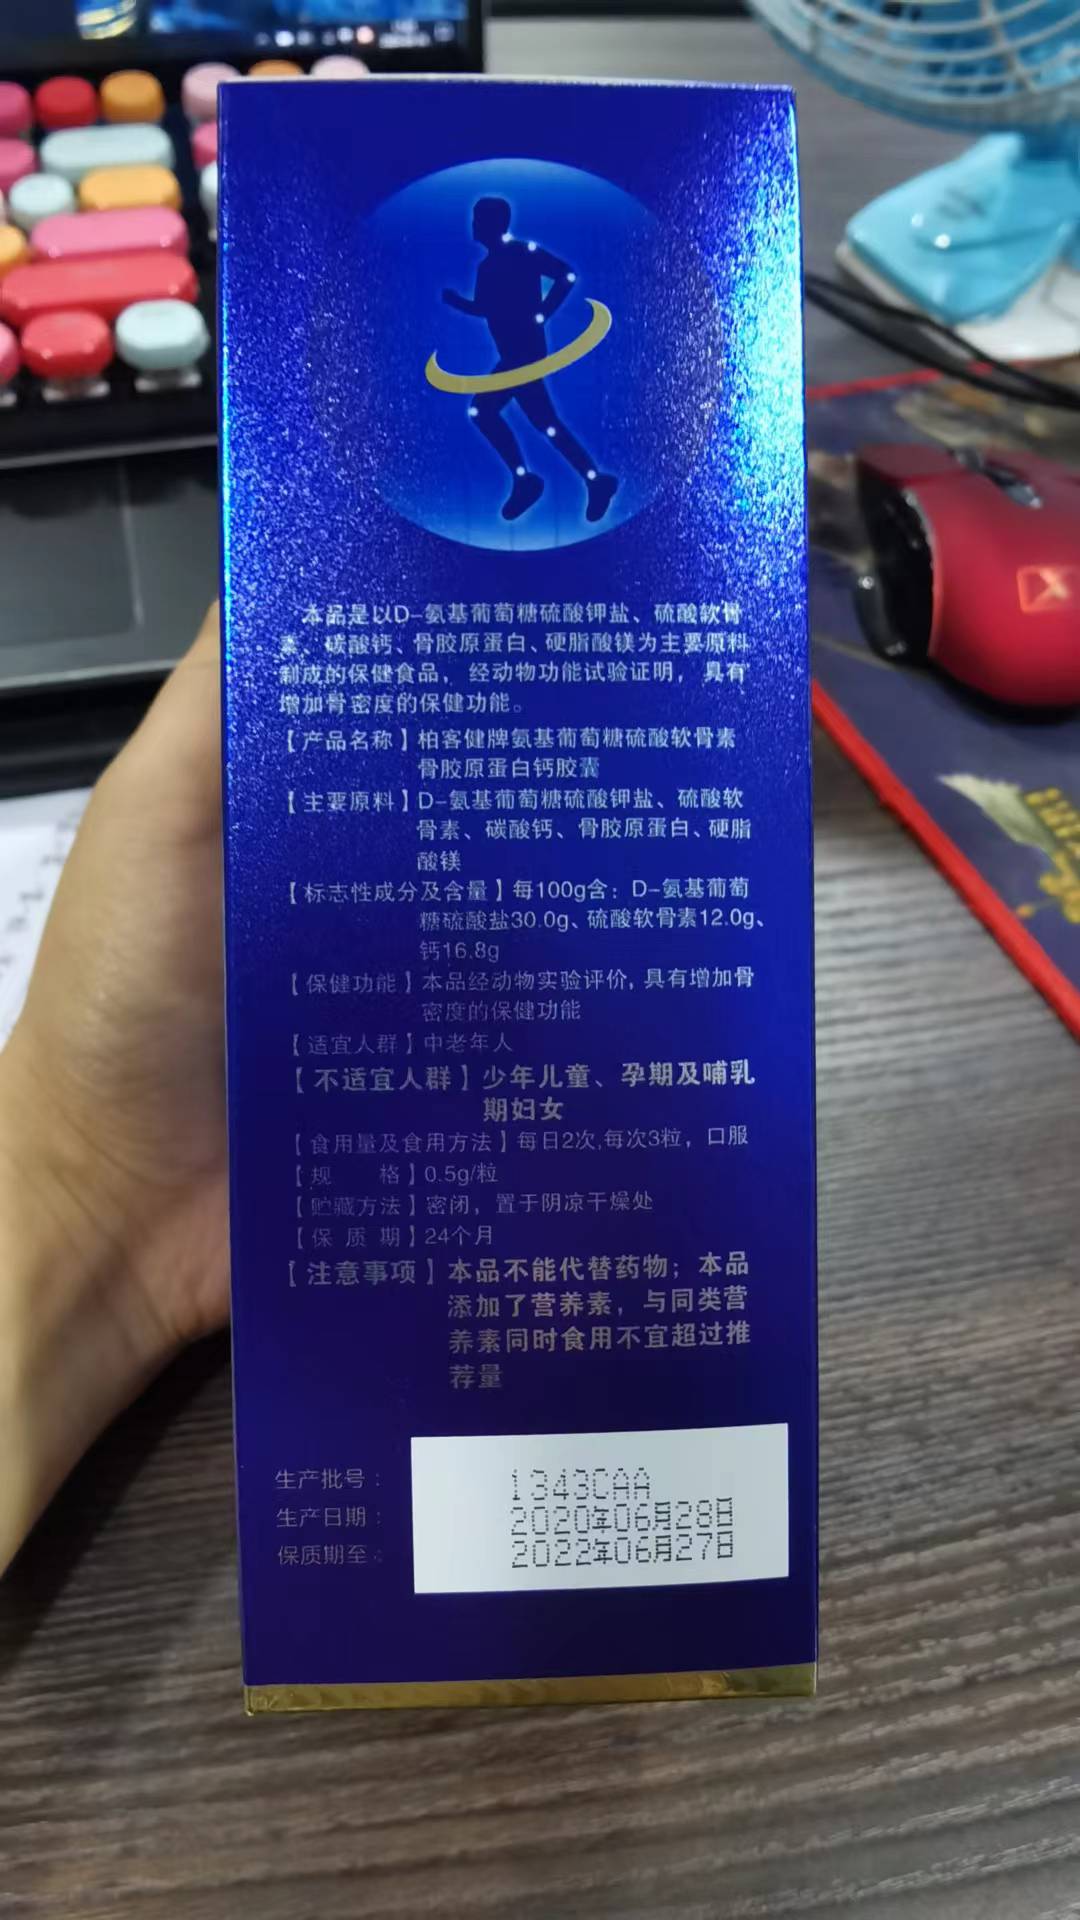 本品是以D-氨基葡萄糖硫酸钾盐、硫酸软骨
素、碳酸钙、骨胶原蛋白、硬脂酸镁为主要原料
制成的保健食品，经动物功能试验证明，具有
增加骨密度的保健功能。
【产品名称】柏客健牌氨基葡萄糖硫酸软骨素
骨胶原蛋白钙胶囊
【主要原料】D-氨基葡萄糖硫酸钾盐、硫酸软
骨素、碳酸钙、骨胶原蛋白、硬脂
酸镁
【标志性成分及含量】每100g含：D-氨基葡萄
糖硫酸盐30.0g、硫酸软骨素12.0g、
钙16.8g
【保健功能】本品经动物实验评价,具有增加骨
密度的保健功能
【适宜人群】中老年人
【不适宜人群】少年儿童、孕期及哺乳
期妇女
【食用量及食用方法】每日2次,每次3粒，口服
【规 格】0.5g/粒
【贮藏方法】密闭，置于阴凉干燥处
【保 质 期】24个月
【注意事项】本品不能代替药物；本品
添加了营养素，与同类营
养素同时食用不宜超过推
荐量
生产批号：1343CAA
生产日期：2020年06月28日
保质期至：2022年06月27日